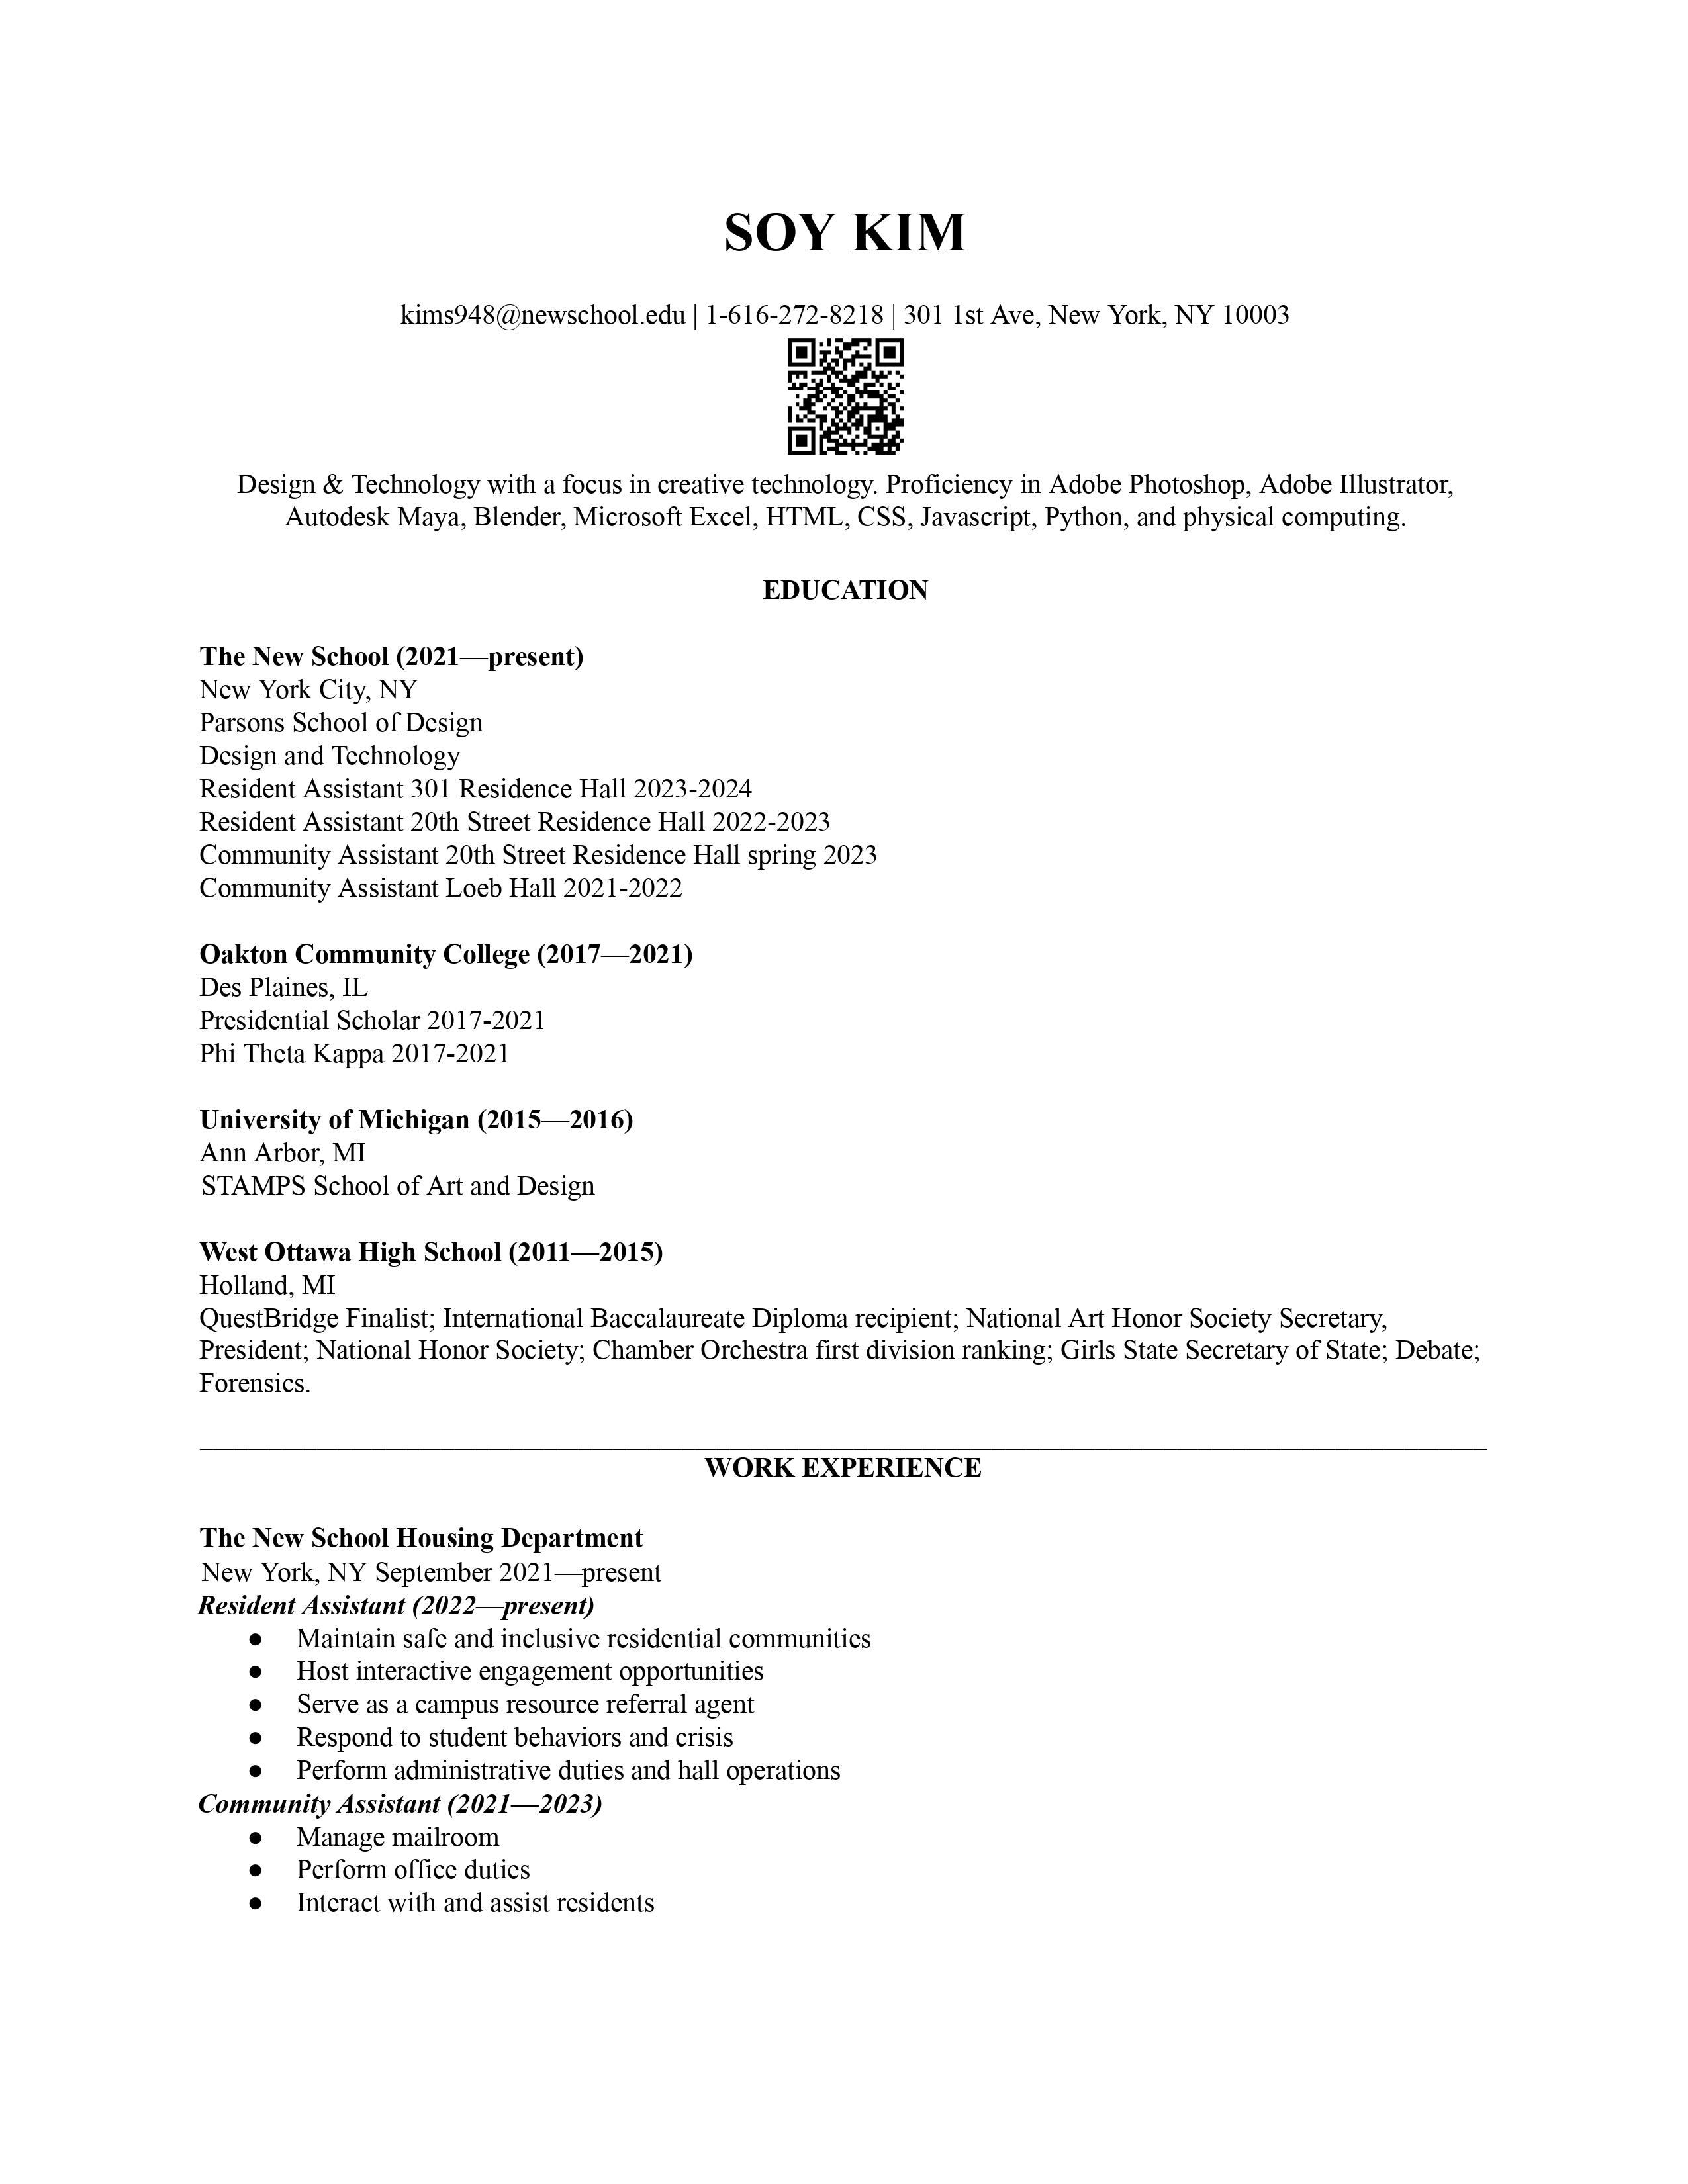 SOY KIM
kims948@newschool.edu | 1-616-272-8218 | 301 1st Ave, New York, NY 10003
Design & Technology with a focus in creative technology. Proficiency in Adobe Photoshop, Adobe Illustrator,
Autodesk Maya, Blender, Microsoft Excel, HTML, CSS, Javascript, Python, and physical computing.
EDUCATION
The New School (2021—present)
New York City, NY
Parsons School of Design
Design and Technology
Resident Assistant 301 Residence Hall 2023-2024
Resident Assistant 20th Street Residence Hall 2022-2023
Community Assistant 20th Street Residence Hall spring 2023
Community Assistant Loeb Hall 2021-2022
Oakton Community College (2017—2021)
Des Plaines, IL
Presidential Scholar 2017-2021
Phi Theta Kappa 2017-2021
University of Michigan (2015—2016)
Ann Arbor, MI
STAMPS School of Art and Design
West Ottawa High School (2011—2015)
Holland, MI
QuestBridge Finalist; International Baccalaureate Diploma recipient; National Art Honor Society Secretary,
President; National Honor Society; Chamber Orchestra first division ranking; Girls State Secretary of State; Debate;
Forensics.
WORK EXPERIENCE
The New School Housing Department
New York, NY September 2021—present
Resident Assistant (2022—present)
● Maintain safe and inclusive residential communities
● Host interactive engagement opportunities
● Serve as a campus resource referral agent
● Respond to student behaviors and crisis
● Perform administrative duties and hall operations
Community Assistant (2021—2023)
● Manage mailroom
● Perform office duties
● Interact with and assist residents